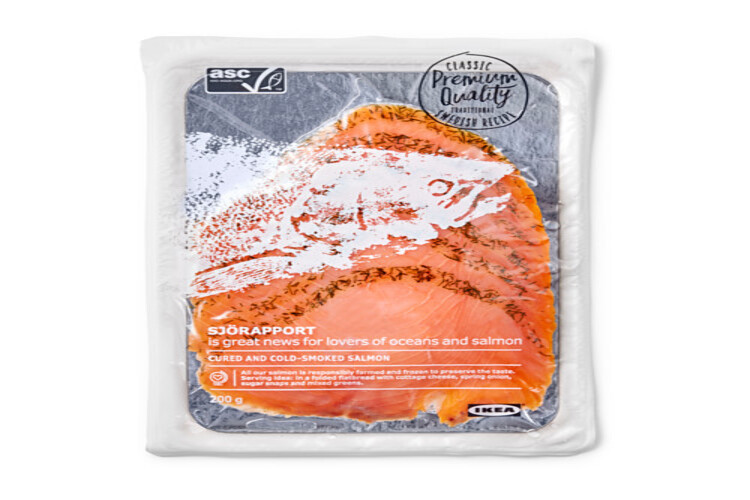 asc
CLASSIC
Premium
Quality
TRADITIONAL
SWEDISH RECIPE
SJÖRAPPORT
is great news for lovers of oceans and salmon
CURED AND COLD-SMOKED SALMON
All our salmon is responsibly farmed and frozen to preserve the taste.
Serving idea: in a folded flatbread with cottage cheese, spring onion,
sugar snaps and mixed greens.
200 g
IKEA